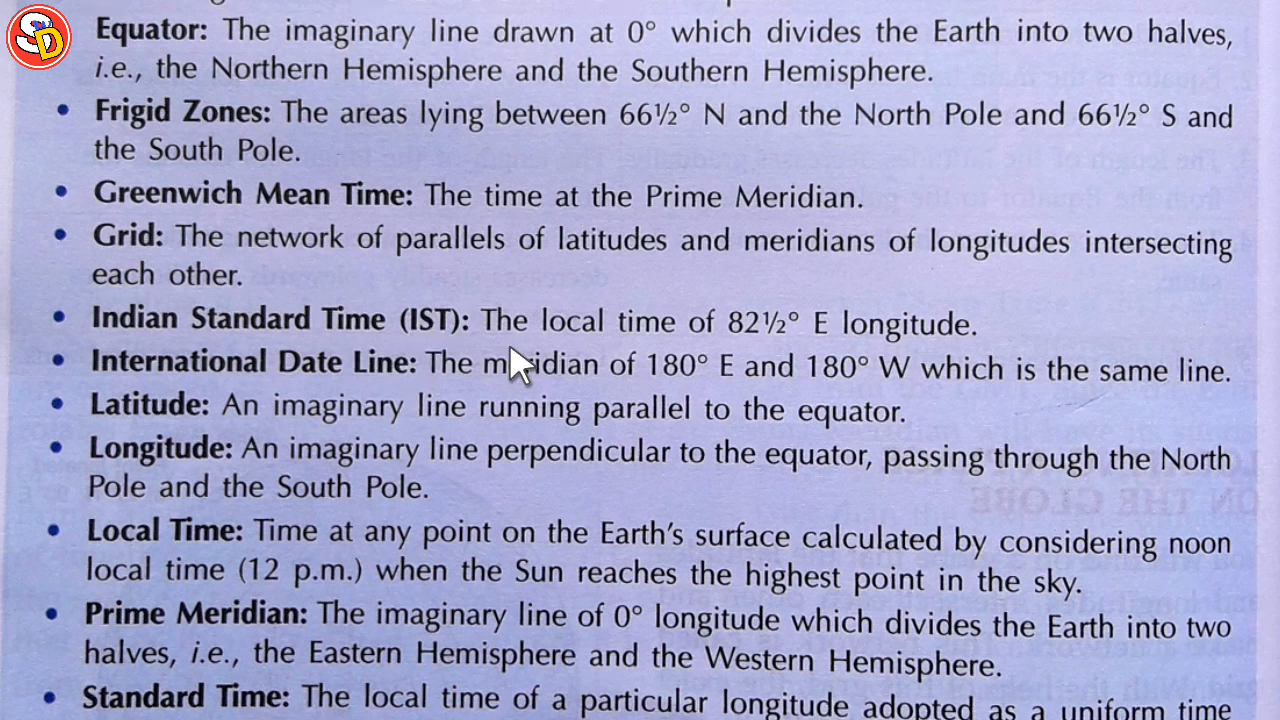 SD
Equator: The imaginary line drawn at 0° which divides the Earth into two halves,
i.e., the Northern Hemisphere and the Southern Hemisphere.
• Frigid Zones: The areas lying between 66½° N and the North Pole and 66½° S and
the South Pole.
• Greenwich Mean Time: The time at the Prime Meridian.
• Grid: The network of parallels of latitudes and meridians of longitudes intersecting
each other.
• Indian Standard Time (IST): The local time of 82½° E longitude.
• International Date Line: The meridian of 180° E and 180° W which is the same line.
• Latitude: An imaginary line running parallel to the equator.
• Longitude: An imaginary line perpendicular to the equator, passing through the North
Pole and the South Pole.
• Local Time: Time at any point on the Earth's surface calculated by considering noon
local time (12 p.m.) when the Sun reaches the highest point in the sky.
• Prime Meridian: The imaginary line of 0° longitude which divides the Earth into two
halves, i.e., the Eastern Hemisphere and the Western Hemisphere.
• Standard Time: The local time of a particular longitude adopted as a uniform time